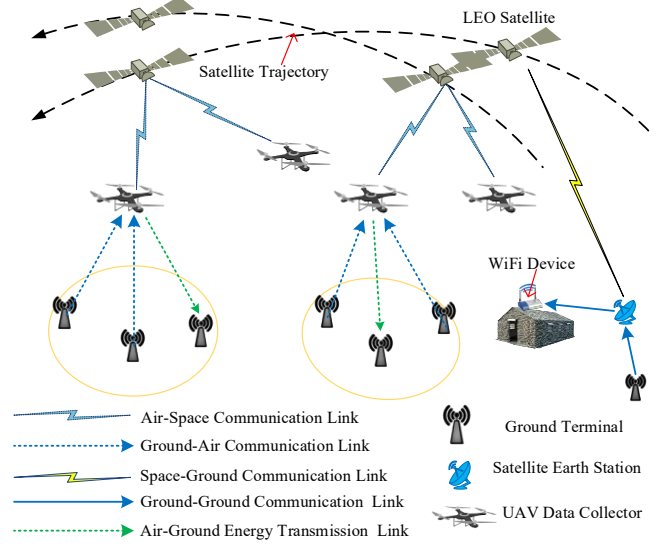 LEO Satellite
Satellite Trajectory
WiFi Device
Air-Space Communication Link
Ground-Air Communication Link
Space-Ground Communication Link
Ground-Ground Communication Link
Air-Ground Energy Transmission Link
Ground Terminal
Satellite Earth Station
UAV Data Collector